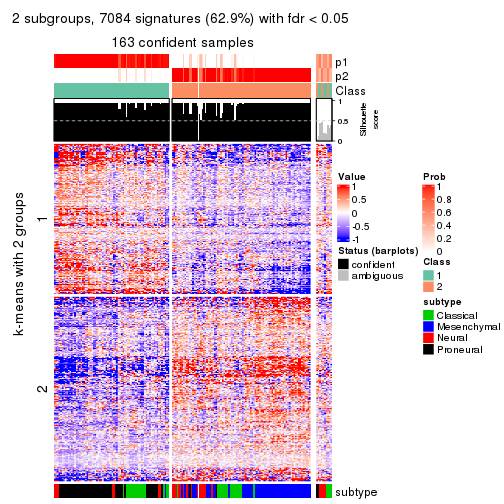 2 subgroups, 7084 signatures (62.9%) with fdr < 0.05
163 confident samples
p1
p2
Class
1
0.5
0
Silhouette
score
k-means with 2 groups
1
2
Value
1
0.5
0
-0.5
-1
Status (barplots)
confident
ambiguous
Prob
1
0.8
0.6
0.4
0.2
0
Class
1
2
subtype
Classical
Mesenchymal
Neural
Proneural
subtype